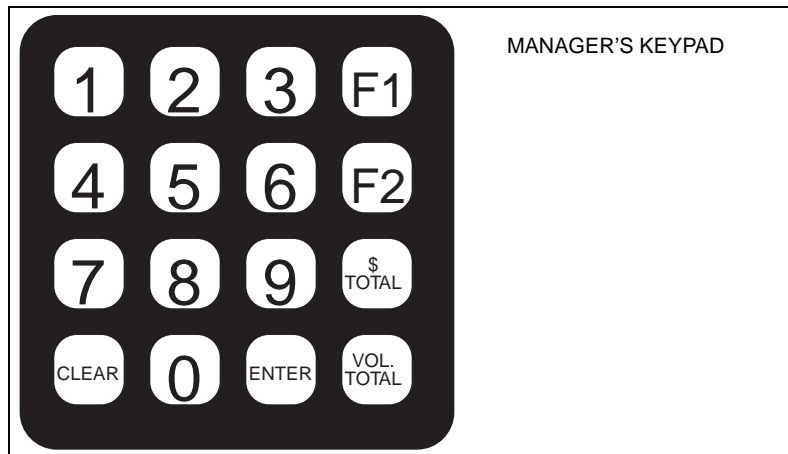 MANAGER'S KEYPAD
1 2 3 F1
4 5 6 F2
7 8 9 $ TOTAL
CLEAR 0 ENTER VOL. TOTAL